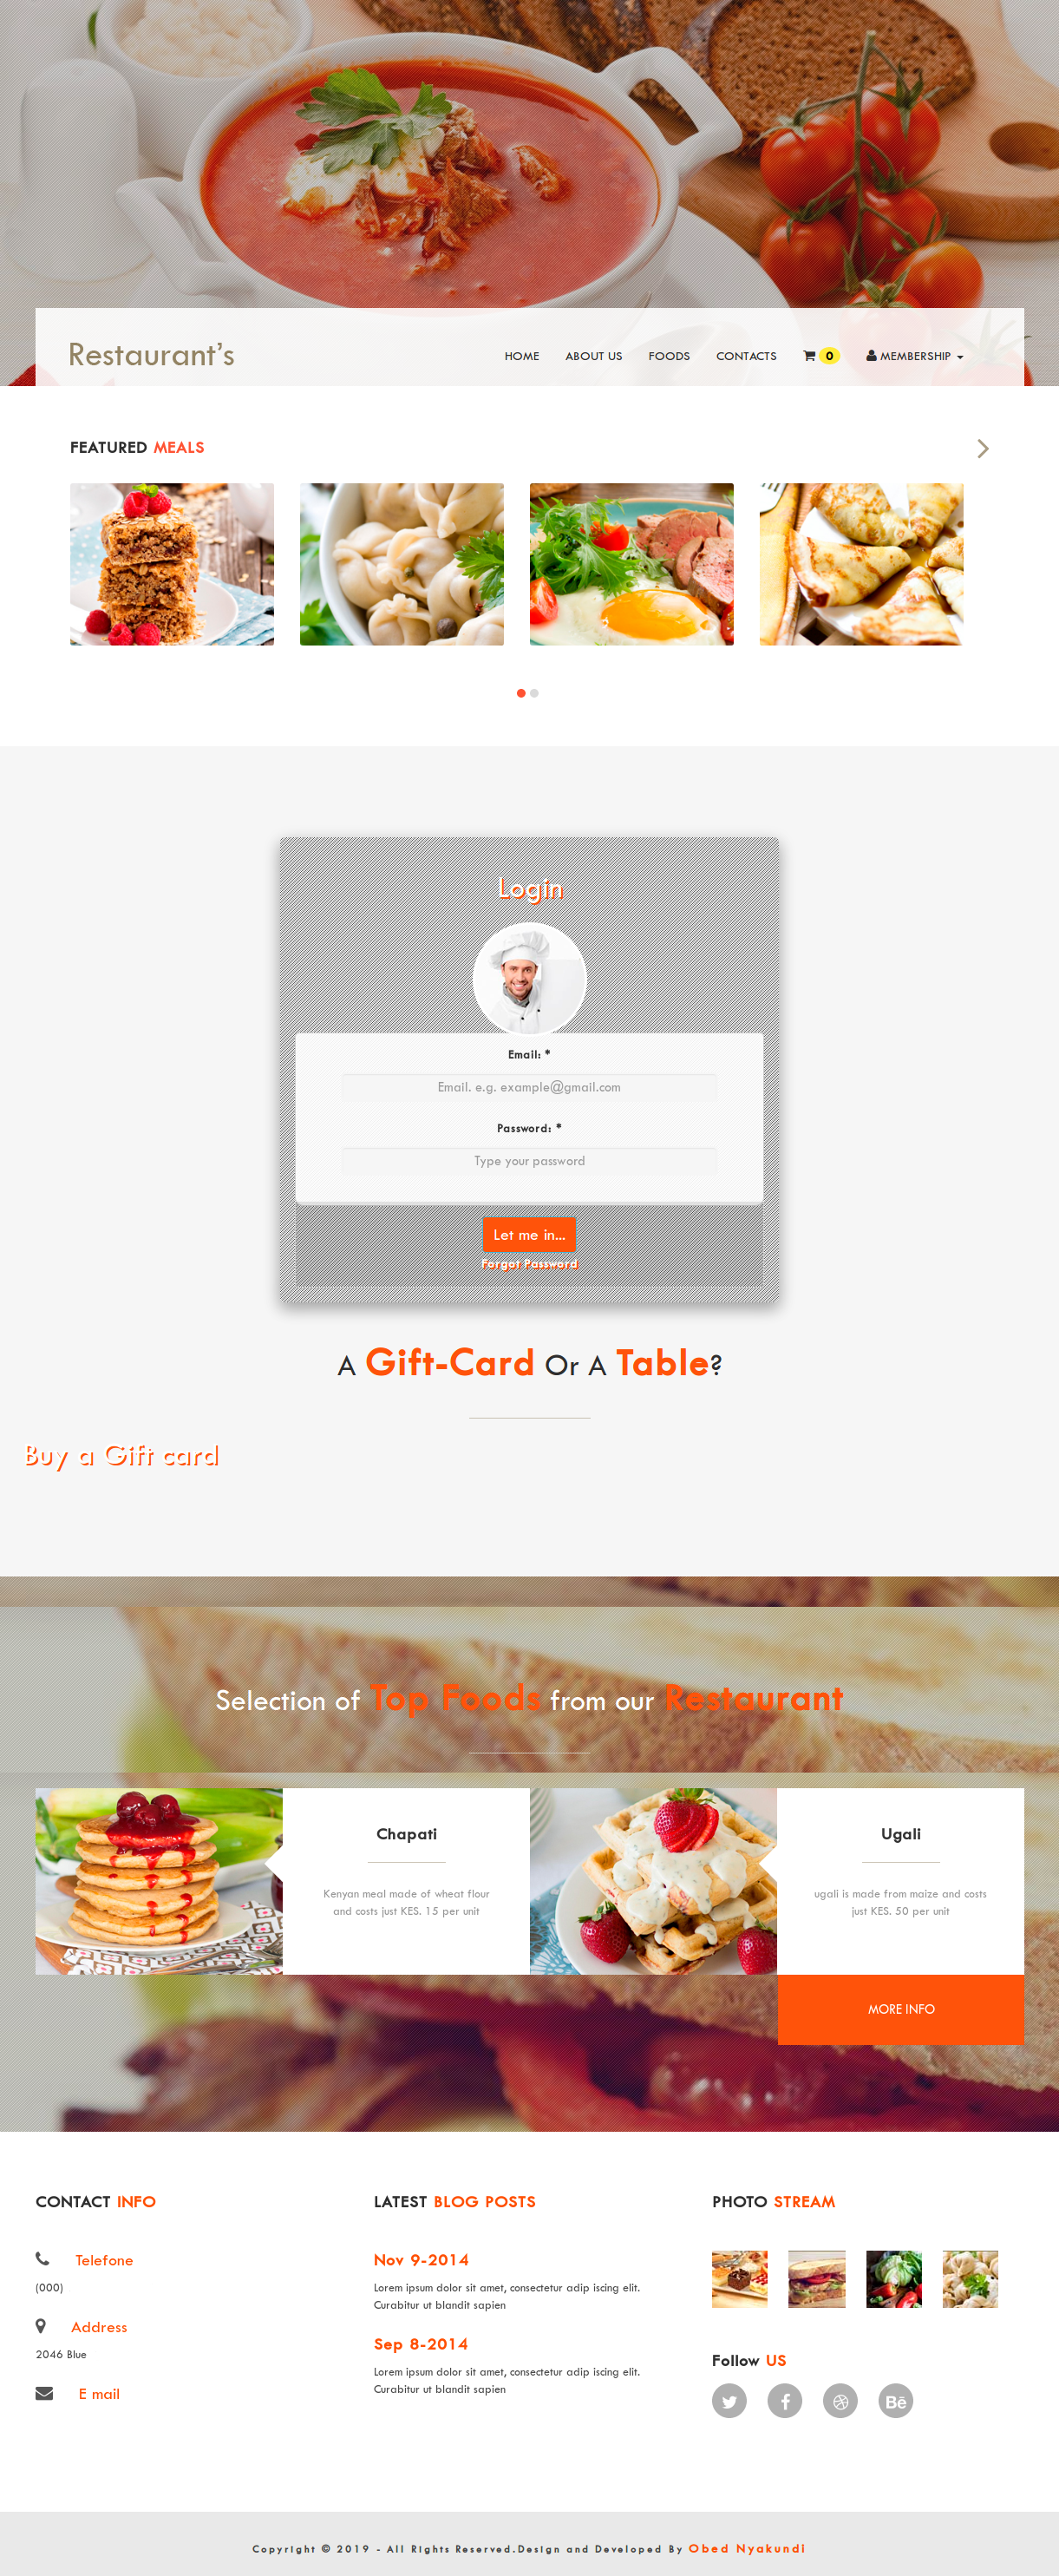 Restaurant's
HOME ABOUT US FOODS CONTACTS 0 MEMBERSHIP
FEATURED MEALS
Login
Email: *
Email. e.g. example@gmail.com
Password: *
Type your password
Let me in...
Forgot Password
A Gift-Card Or A Table?
Buy a Gift card
Selection of Top Foods from our Restaurant
Chapati
Kenyan meal made of wheat flour
and costs just KES. 15 per unit
Ugali
ugali is made from maize and costs
just KES. 50 per unit
MORE INFO
CONTACT INFO
Telefone
(000)
Address
2046 Blue
E mail
LATEST BLOG POSTS
Nov 9-2014
Lorem ipsum dolor sit amet, consectetur adip iscing elit.
Curabitur ut blandit sapien
Sep 8-2014
Lorem ipsum dolor sit amet, consectetur adip iscing elit.
Curabitur ut blandit sapien
PHOTO STREAM
Follow US
Bē
Copyright © 2019 - All Rights Reserved.Design and Developed By Obed Nyakundi